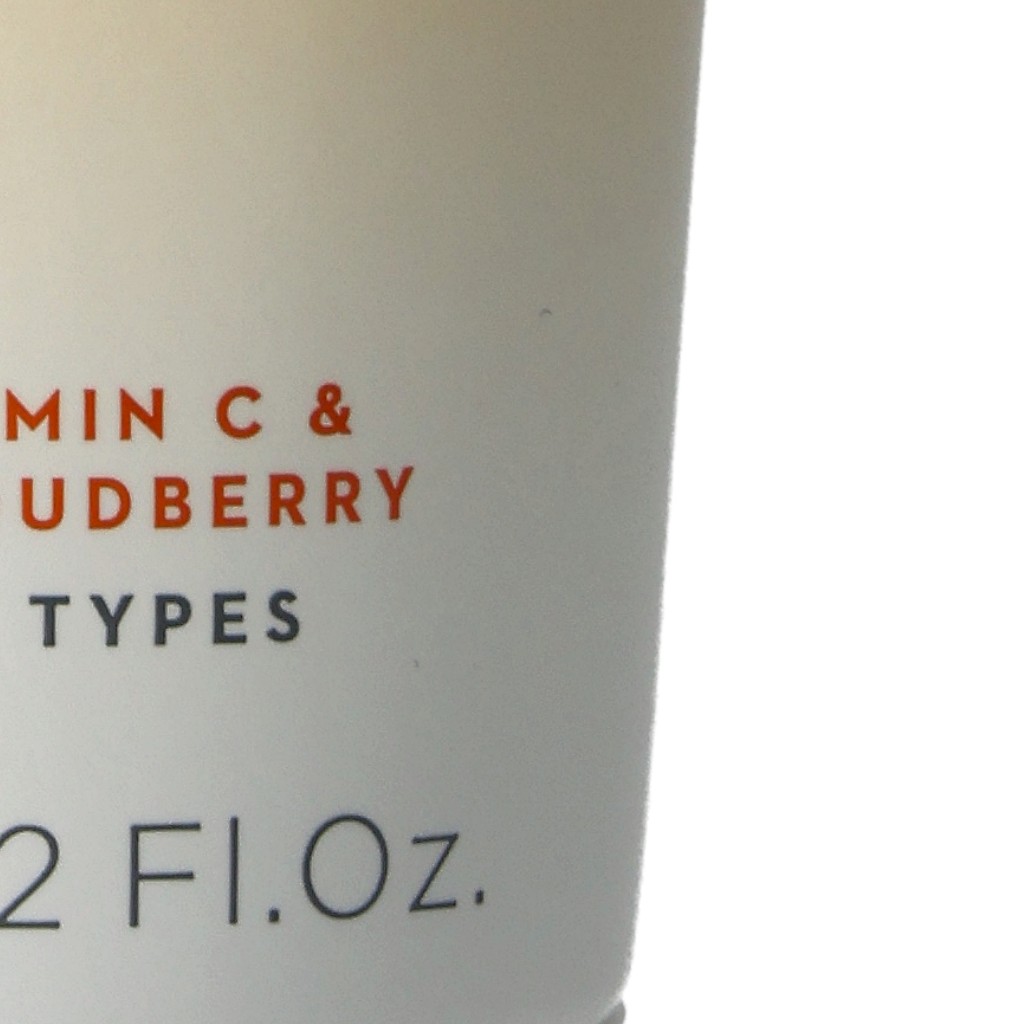 MIN C &
UDBERRY
TYPES
2 Fl.Oz.